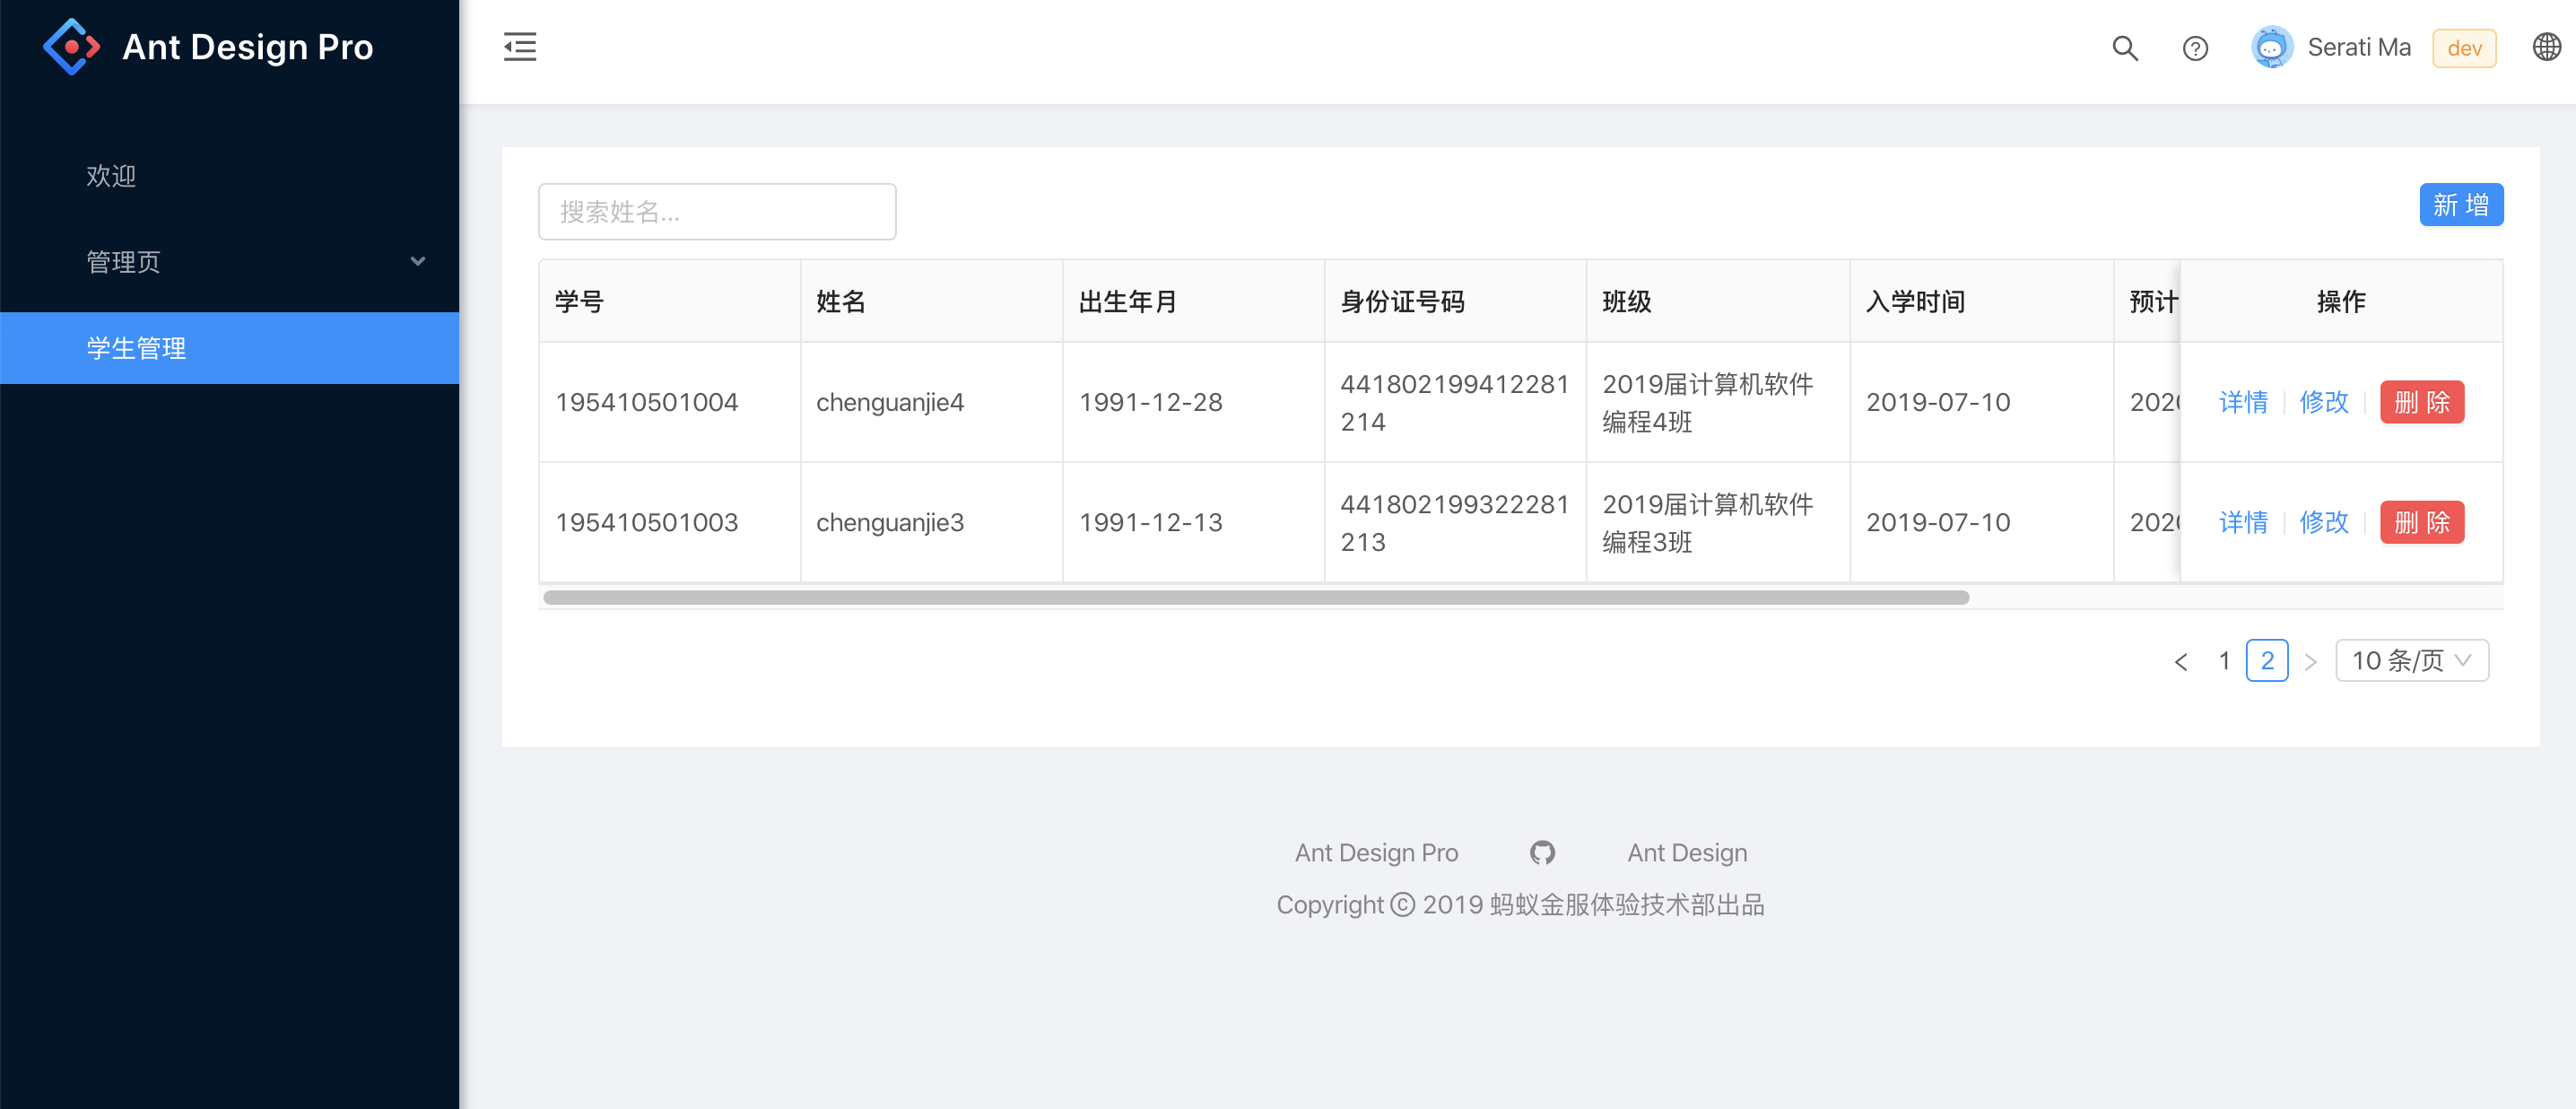 Ant Design Pro
Serati Ma
dev
欢迎
管理页
学生管理
搜索姓名...
新 增
学号
姓名
出生年月
身份证号码
班级
入学时间
预计
操作
195410501004
chenguanjie4
1991-12-28
441802199412281
214
2019届计算机软件
编程4班
2019-07-10
202
详情
修改
删 除
195410501003
chenguanjie3
1991-12-13
441802199322281
213
2019届计算机软件
编程3班
2019-07-10
202
详情
修改
删 除
1
2
10 条/页
Ant Design Pro
Ant Design
Copyright © 2019 蚂蚁金服体验技术部出品